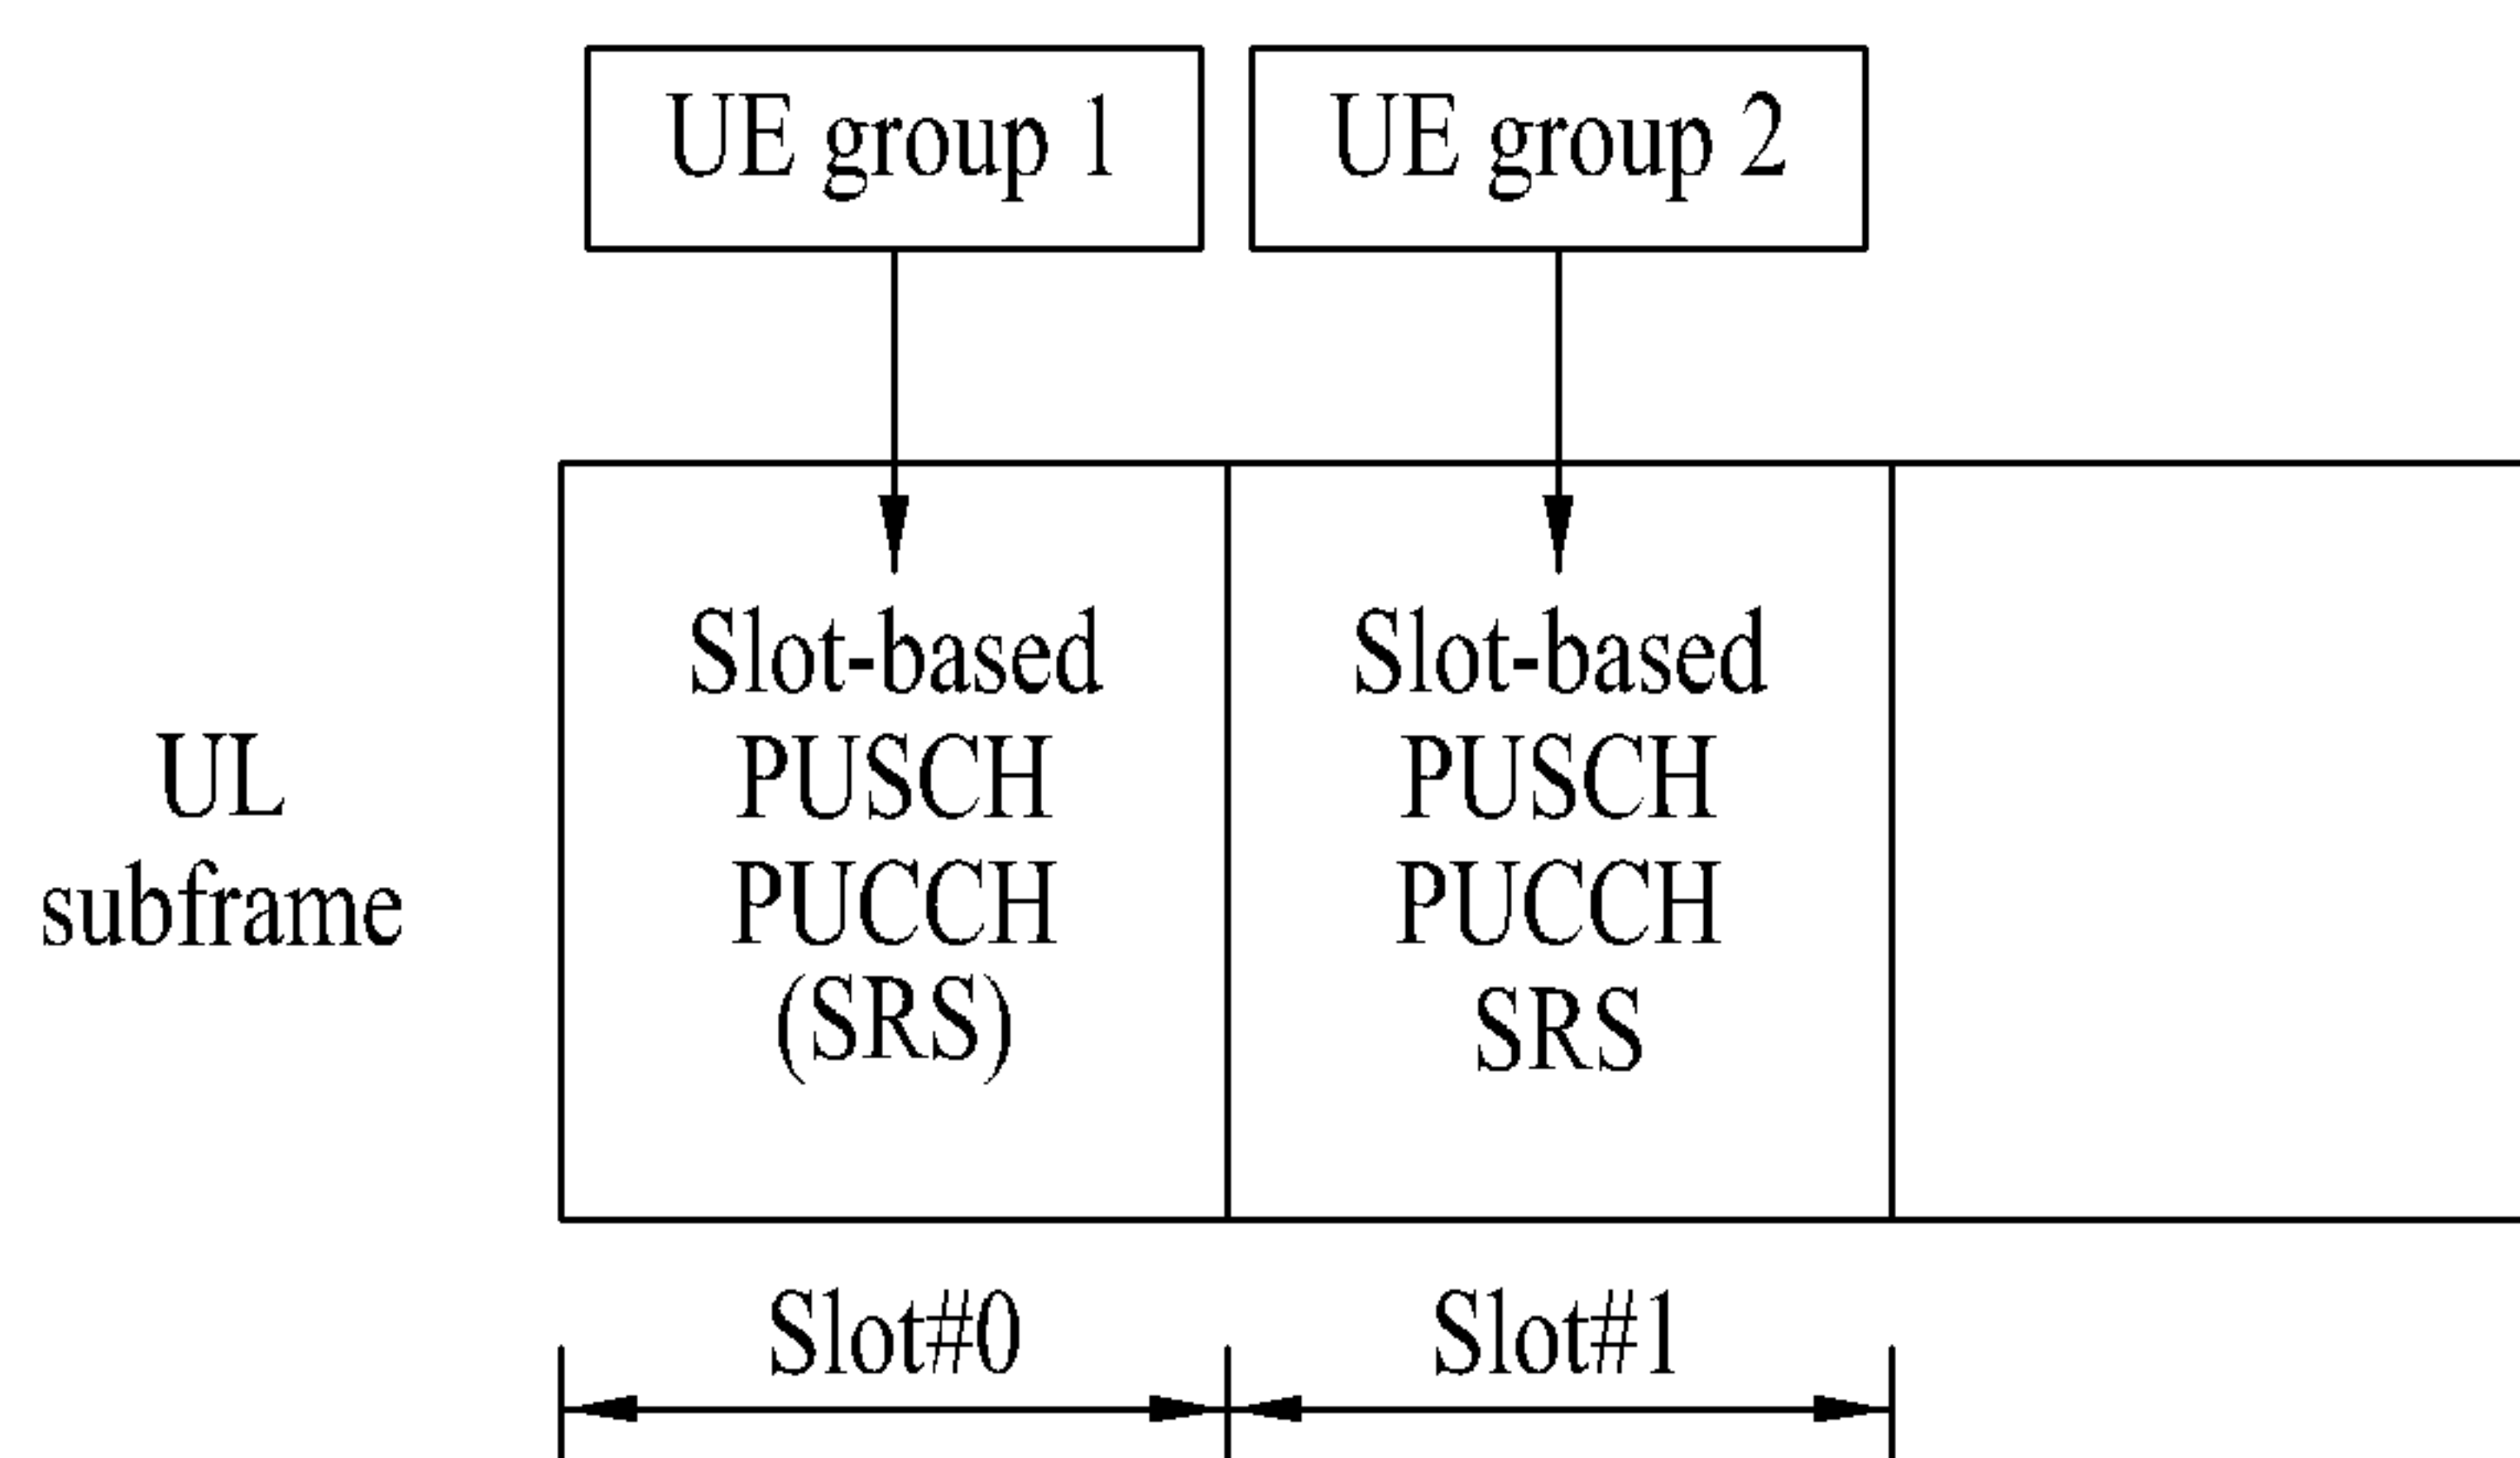 UE group 1
UE group 2
UL
subframe
Slot-based
PUSCH
PUCCH
(SRS)
Slot-based
PUSCH
PUCCH
SRS
Slot#0
Slot#1